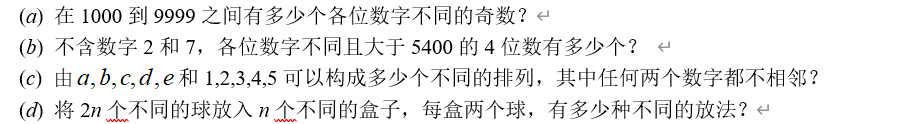 (a) 在 1000 到 9999 之间有多少个各位数字不同的奇数？↵
(b) 不含数字 2 和 7，各位数字不同且大于 5400 的 4 位数有多少个？ ↵
(c) 由 a,b,c,d,e 和 1,2,3,4,5 可以构成多少个不同的排列，其中任何两个数字都不相邻？
(d) 将 2n 个不同的球放入 n 个不同的盒子，每盒两个球，有多少种不同的放法？↵